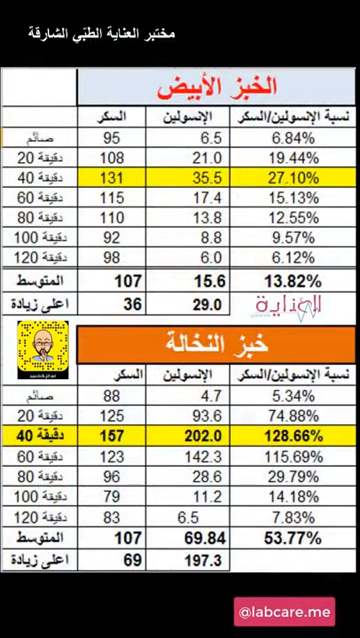 مختبر العناية الطبّي الشارقة
الخبز الأبيض
السكر الإنسولين نسبة الإنسولين/السكر
صائم 95 6.5 6.84%
20 دقيقة 108 21.0 19.44%
40 دقيقة 131 35.5 27.10%
60 دقيقة 115 17.4 15.13%
80 دقيقة 110 13.8 12.55%
100 دقيقة 92 8.8 9.57%
120 دقيقة 98 6.0 6.12%
المتوسط 107 15.6 13.82%
اعلى زيادة 36 29.0
العناية
خبز النخالة
السكر الإنسولين نسبة الإنسولين/السكر
صائم 88 4.7 5.34%
20 دقيقة 125 93.6 74.88%
40 دقيقة 157 202.0 128.66%
60 دقيقة 123 142.3 115.69%
80 دقيقة 96 28.6 29.79%
100 دقيقة 79 11.2 14.18%
120 دقيقة 83 6.5 7.83%
المتوسط 107 69.84 53.77%
اعلى زيادة 69 197.3
@labcare.me